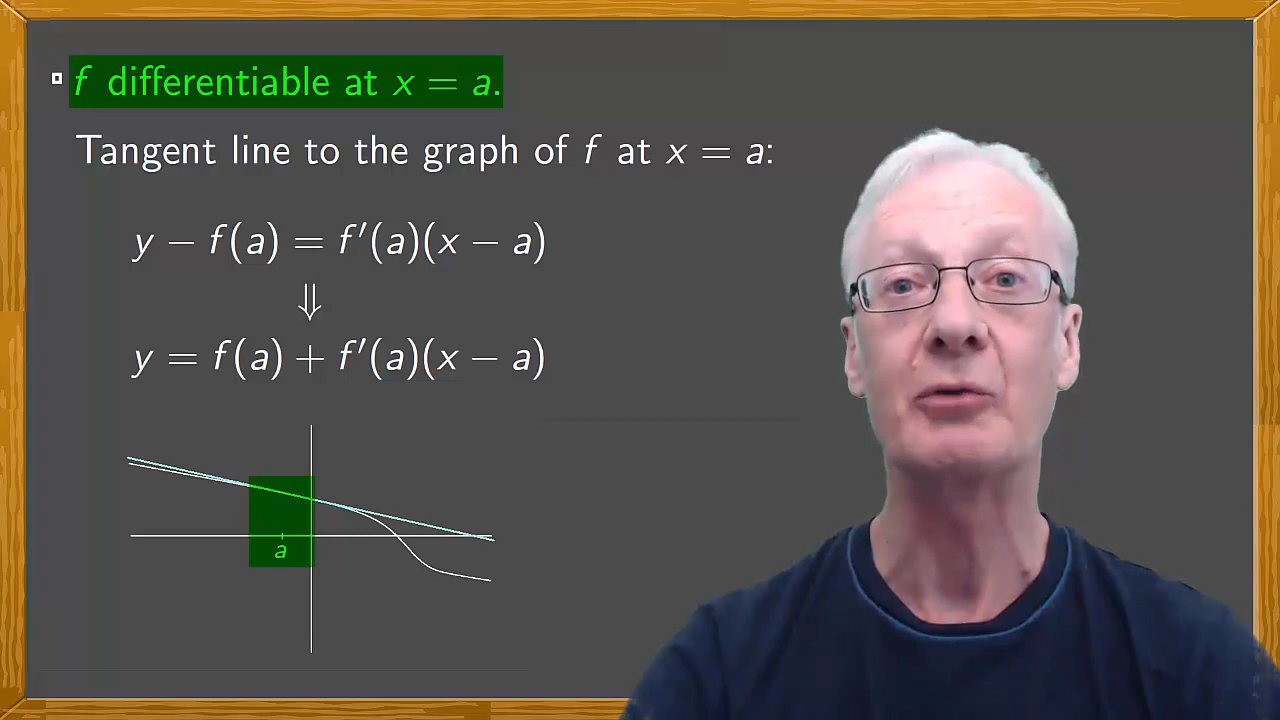 f differentiable at x = a.
Tangent line to the graph of f at x = a:
y − f(a) = f′(a)(x − a)
⇓
y = f(a) + f′(a)(x − a)
a